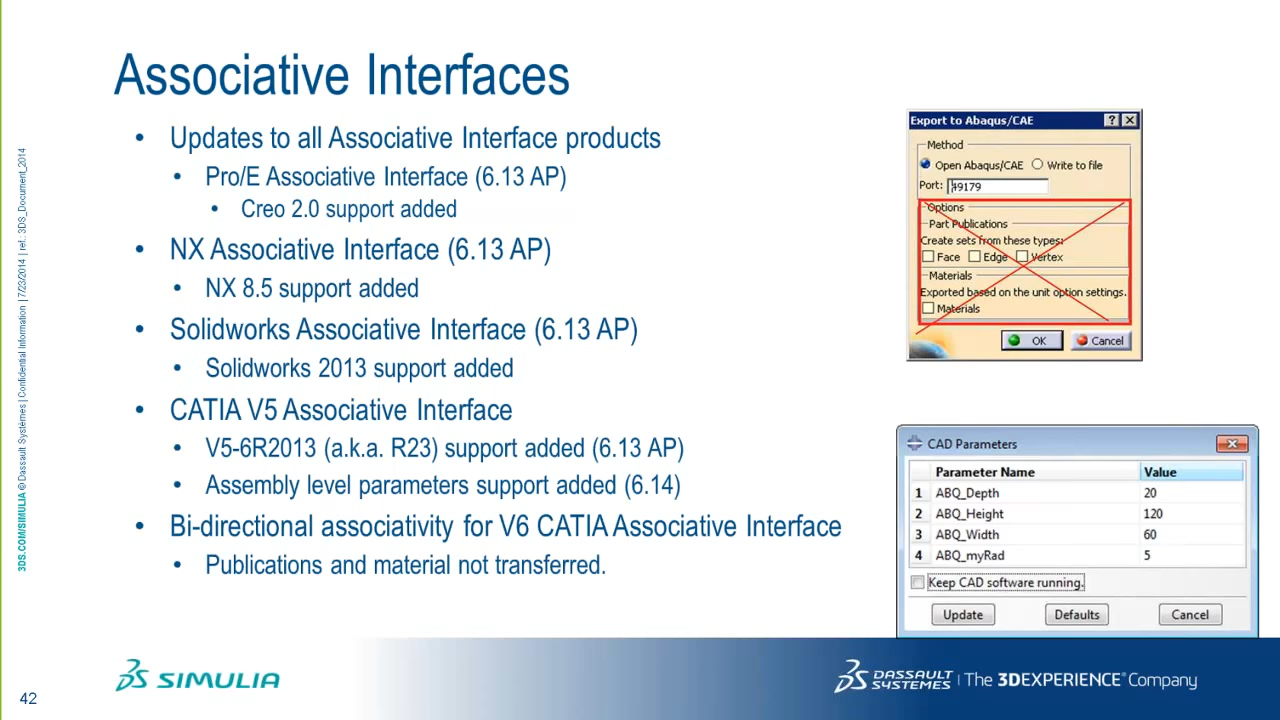 Associative Interfaces
• Updates to all Associative Interface products
• Pro/E Associative Interface (6.13 AP)
• Creo 2.0 support added
• NX Associative Interface (6.13 AP)
• NX 8.5 support added
• Solidworks Associative Interface (6.13 AP)
• Solidworks 2013 support added
• CATIA V5 Associative Interface
• V5-6R2013 (a.k.a. R23) support added (6.13 AP)
• Assembly level parameters support added (6.14)
• Bi-directional associativity for V6 CATIA Associative Interface
• Publications and material not transferred.
Export to Abaqus/CAE
Method
Open Abaqus/CAE Write to file
Port: 49179
Options
Part Publications
Create sets from these types:
Face Edge Vertex
Materials
Exported based on the unit option settings.
Materials
OK Cancel
CAD Parameters
Parameter Name Value
1 ABQ_Depth 20
2 ABQ_Height 120
3 ABQ_Width 60
4 ABQ_myRad 5
Keep CAD software running.
Update Defaults Cancel
3DS.COM/SIMULIA © Dassault Systèmes | Confidential Information | 7/23/2014 | ref.: 3DS_Document_2014
42
SIMULIA
DASSAULT SYSTEMES | The 3DEXPERIENCE® Company